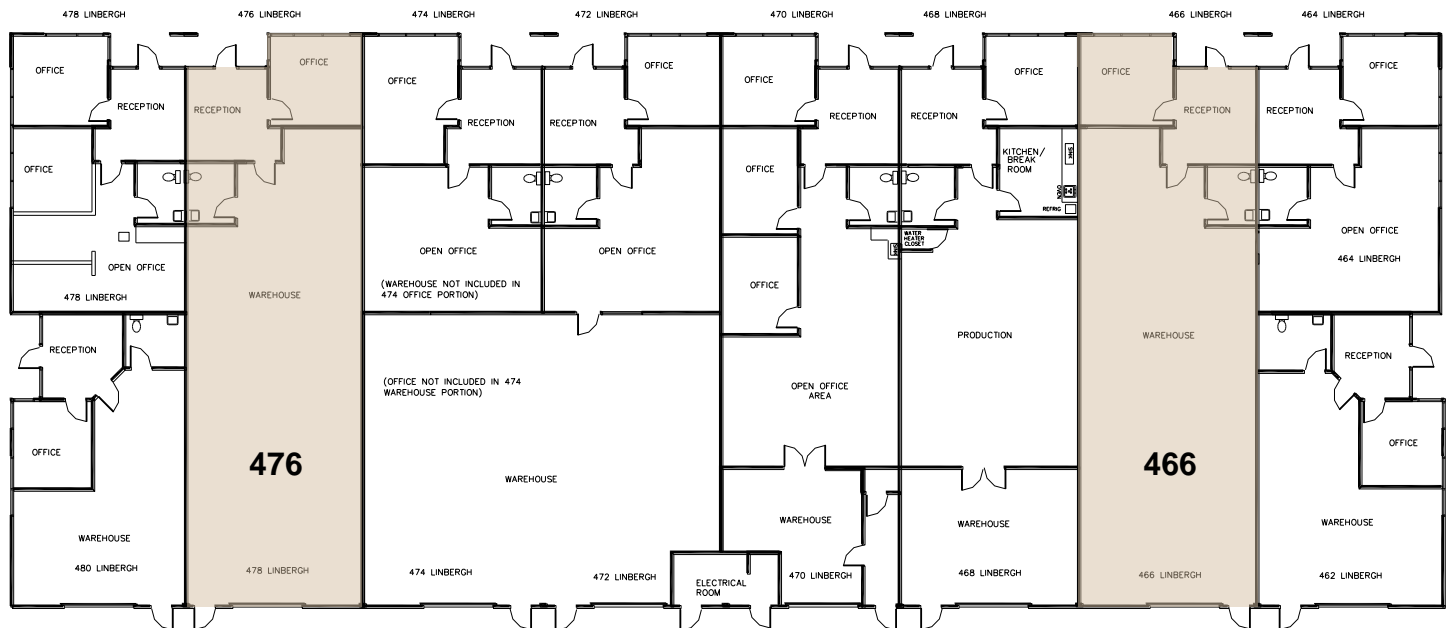 478 LINBERGH
476 LINBERGH
474 LINBERGH
472 LINBERGH
470 LINBERGH
468 LINBERGH
466 LINBERGH
464 LINBERGH
OFFICE
RECEPTION
RECEPTION
OFFICE
OFFICE
RECEPTION
RECEPTION
OFFICE
OFFICE
RECEPTION
RECEPTION
OFFICE
OFFICE
RECEPTION
RECEPTION
OFFICE
OFFICE
OFFICE
KITCHEN/
BREAK
ROOM
SINK
OVEN
REFRIG
OPEN OFFICE
478 LINBERGH
WAREHOUSE
OPEN OFFICE
(WAREHOUSE NOT INCLUDED IN
474 OFFICE PORTION)
OPEN OFFICE
OFFICE
SINK
WATER
HEATER
CLOSET
OPEN OFFICE
464 LINBERGH
RECEPTION
PRODUCTION
WAREHOUSE
RECEPTION
(OFFICE NOT INCLUDED IN 474
WAREHOUSE PORTION)
OPEN OFFICE
AREA
OFFICE
476
WAREHOUSE
466
OFFICE
WAREHOUSE
480 LINBERGH
478 LINBERGH
474 LINBERGH
472 LINBERGH
ELECTRICAL
ROOM
WAREHOUSE
470 LINBERGH
WAREHOUSE
468 LINBERGH
466 LINBERGH
WAREHOUSE
462 LINBERGH